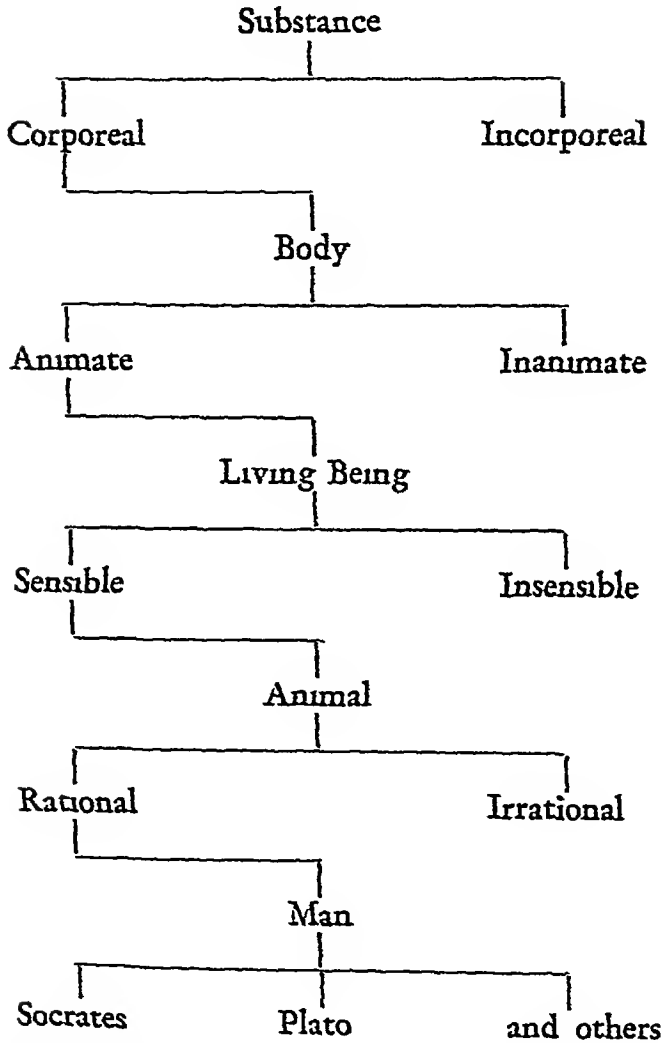 Substance
Corporeal Incorporeal
Body
Animate Inanimate
Living Being
Sensible Insensible
Animal
Rational Irrational
Man
Socrates Plato and others